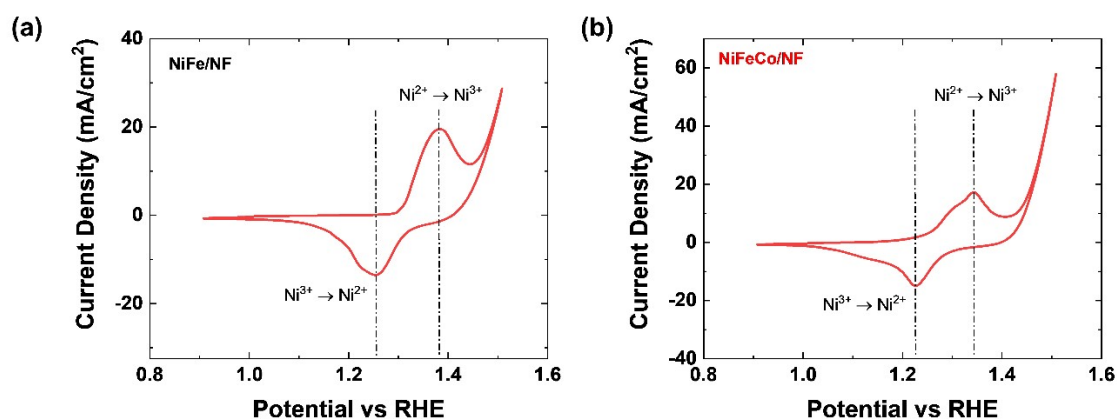 (a)
NiFe/NF
Ni²⁺ → Ni³⁺
Ni³⁺ → Ni²⁺
Current Density (mA/cm²)
40
20
0
-20
0.8 1.0 1.2 1.4 1.6
Potential vs RHE
(b)
NiFeCo/NF
Ni²⁺ → Ni³⁺
Ni³⁺ → Ni²⁺
Current Density (mA/cm²)
60
40
20
0
-20
-40
0.8 1.0 1.2 1.4 1.6
Potential vs RHE